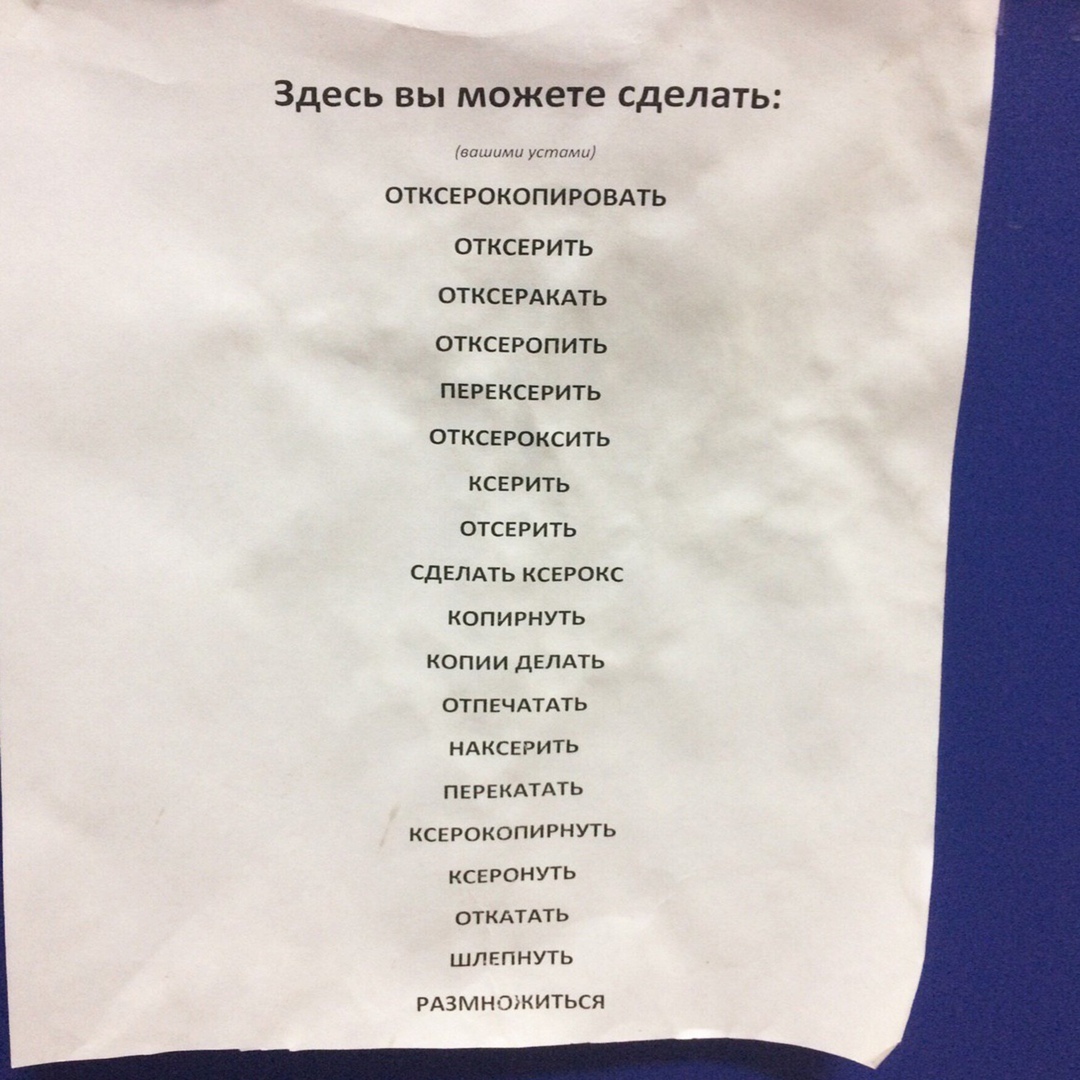 Здесь вы можете сделать:
(вашими устами)
ОТКСЕРОКОПИРОВАТЬ
ОТКСЕРИТЬ
ОТКСЕРАКАТЬ
ОТКСЕРОПИТЬ
ПЕРЕКСЕРИТЬ
ОТКСЕРОКСИТЬ
КСЕРИТЬ
ОТСЕРИТЬ
СДЕЛАТЬ КСЕРОКС
КОПИРНУТЬ
КОПИИ ДЕЛАТЬ
ОТПЕЧАТАТЬ
НАКСЕРИТЬ
ПЕРЕКАТАТЬ
КСЕРОКОПИРНУТЬ
КСЕРОНУТЬ
ОТКАТАТЬ
ШЛЕПНУТЬ
РАЗМНОЖИТЬСЯ